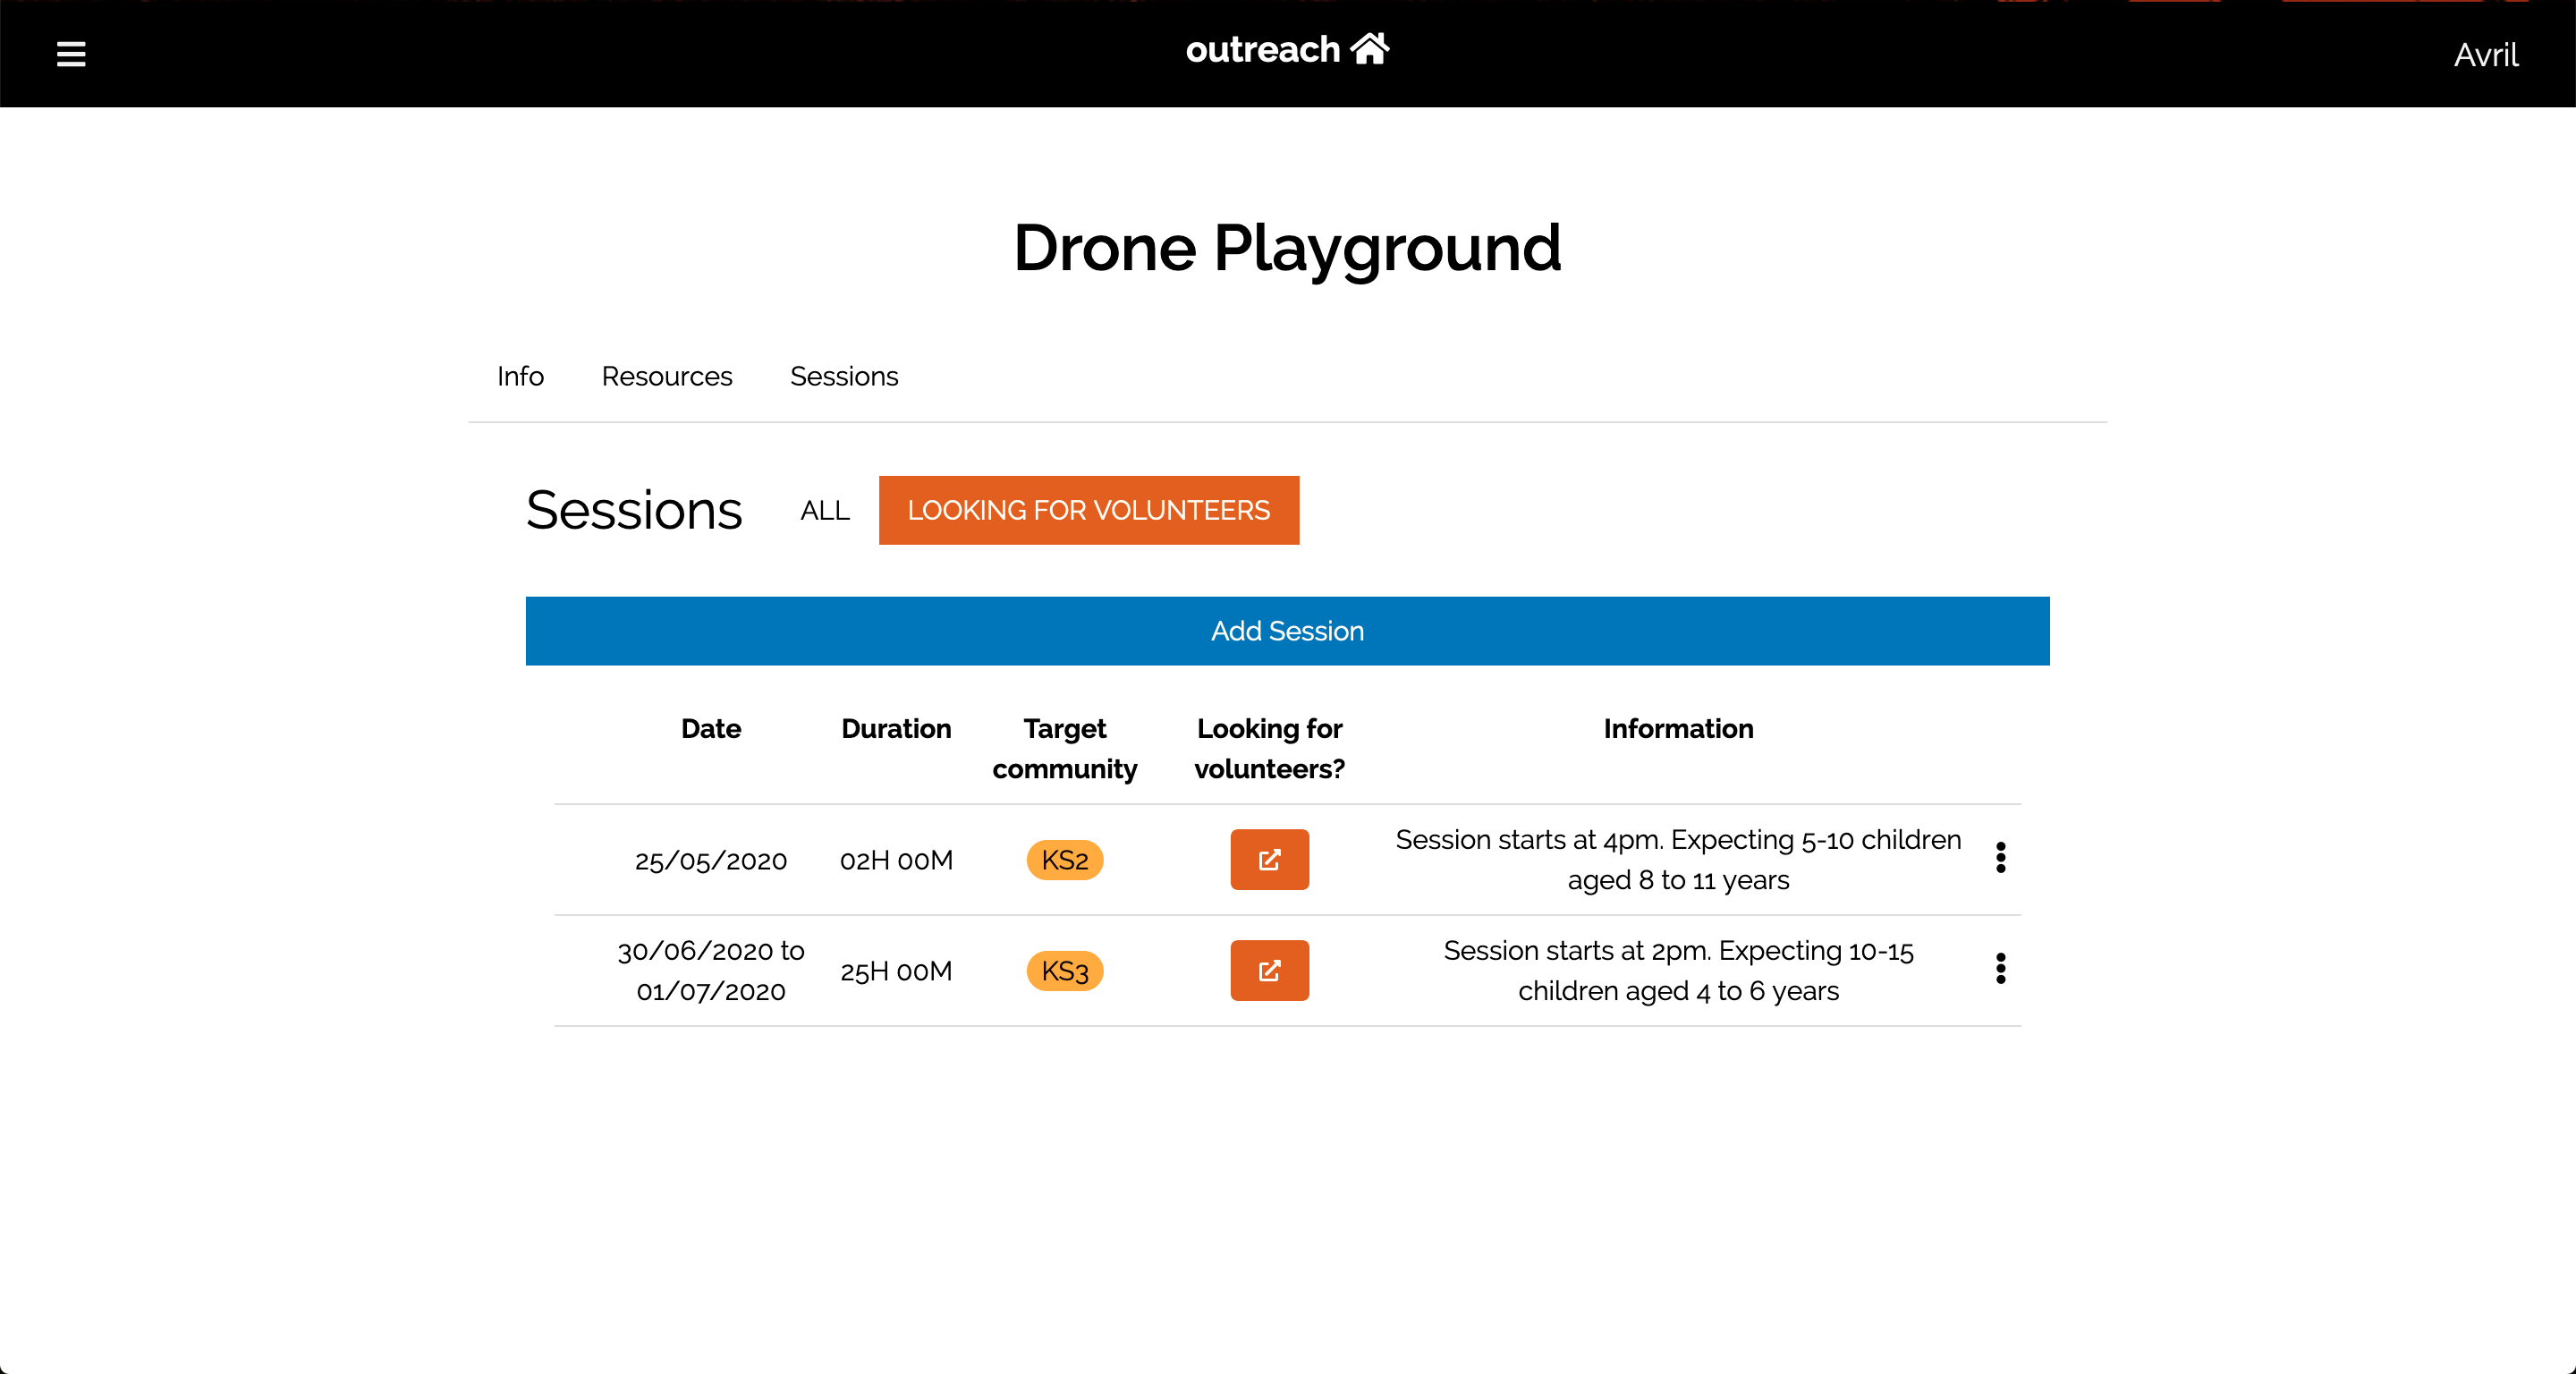 outreach
Avril
Drone Playground
Info Resources Sessions
Sessions ALL LOOKING FOR VOLUNTEERS
Add Session
Date Duration Target community Looking for volunteers? Information
25/05/2020 02H 00M KS2 Session starts at 4pm. Expecting 5-10 children
aged 8 to 11 years
30/06/2020 to 01/07/2020 25H 00M KS3 Session starts at 2pm. Expecting 10-15
children aged 4 to 6 years